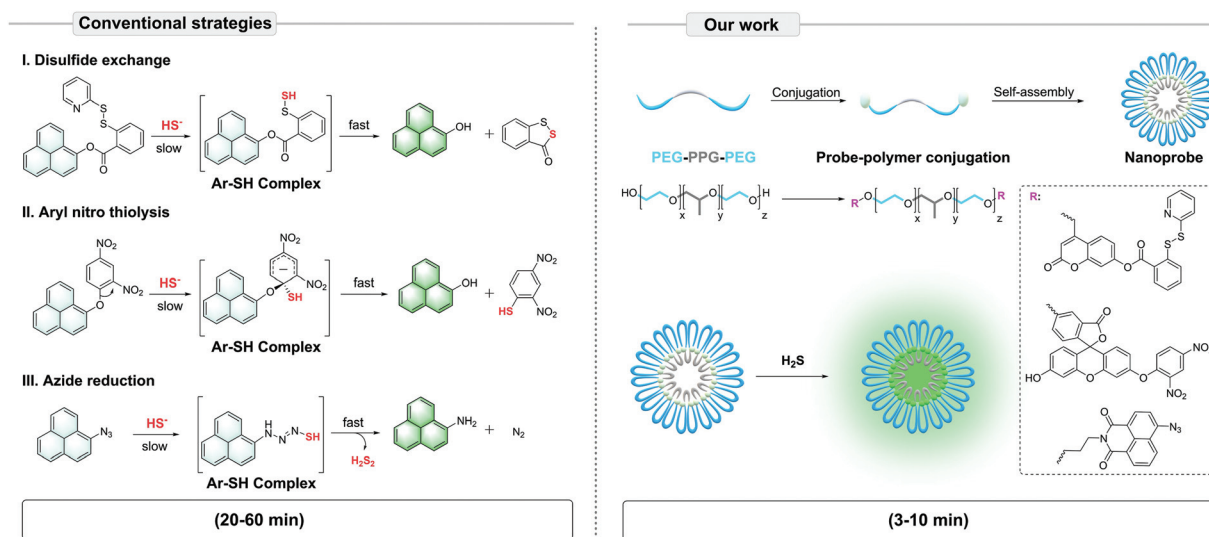 Conventional strategies
I. Disulfide exchange
N
S
S
O
O
HS-
slow
SH
S
O
O
fast
OH
+
S
S
O
Ar-SH Complex
II. Aryl nitro thiolysis
NO2
NO2
O
HS-
slow
NO2
NO2
O
SH
fast
OH
+
NO2
HS
NO2
Ar-SH Complex
III. Azide reduction
N3
HS-
slow
H
N
N
N
SH
fast
H2S2
NH2
+
N2
Ar-SH Complex
(20-60 min)
Our work
Conjugation
Self-assembly
PEG-PPG-PEG
Probe-polymer conjugation
Nanoprobe
HO
O
x
O
y
O
H
z
R
O
O
x
O
y
O
R
z
H2S
R:
N
S
S
O
O
O
O
O
O
HO
O
O
NO
NO2
O
N
O
N3
(3-10 min)